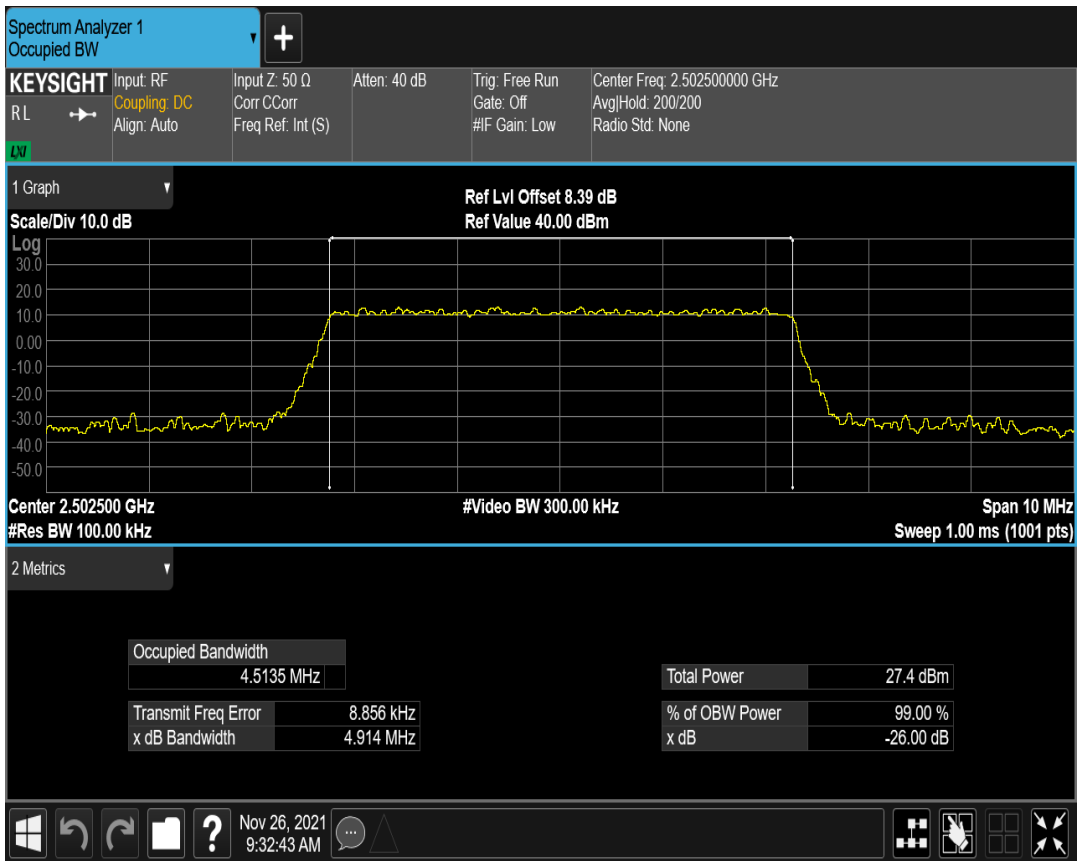 Spectrum Analyzer 1
Occupied BW
KEYSIGHT
RL
LXI
Input: RF
Coupling: DC
Align: Auto
Input Z: 50 Ω
Corr CCorr
Freq Ref: Int (S)
Atten: 40 dB
Trig: Free Run
Gate: Off
#IF Gain: Low
Center Freq: 2.502500000 GHz
Avg|Hold: 200/200
Radio Std: None
1 Graph
Scale/Div 10.0 dB
Ref Lvl Offset 8.39 dB
Ref Value 40.00 dBm
Log
30.0
20.0
10.0
0.00
-10.0
-20.0
-30.0
-40.0
-50.0
Center 2.502500 GHz
#Video BW 300.00 kHz
Span 10 MHz
#Res BW 100.00 kHz
Sweep 1.00 ms (1001 pts)
2 Metrics
Occupied Bandwidth
4.5135 MHz
Total Power 27.4 dBm
Transmit Freq Error 8.856 kHz
% of OBW Power 99.00 %
x dB Bandwidth 4.914 MHz
x dB -26.00 dB
?
Nov 26, 2021
9:32:43 AM